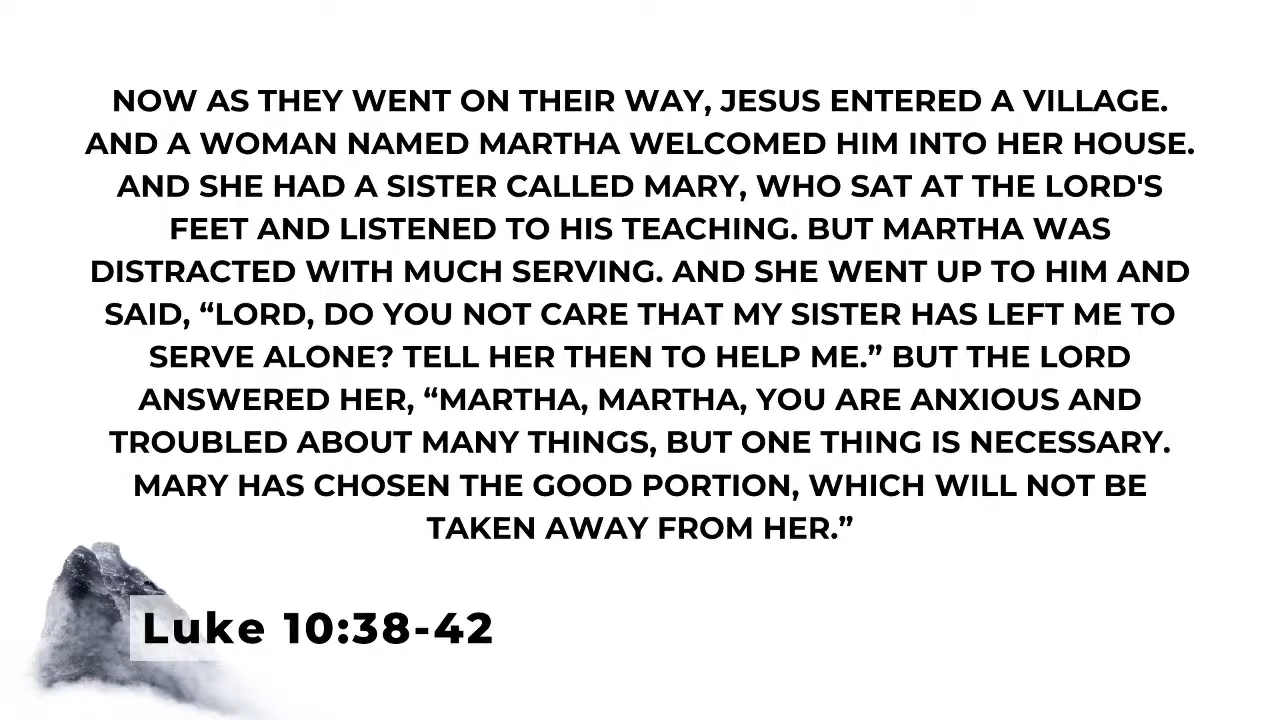 NOW AS THEY WENT ON THEIR WAY, JESUS ENTERED A VILLAGE.
AND A WOMAN NAMED MARTHA WELCOMED HIM INTO HER HOUSE.
AND SHE HAD A SISTER CALLED MARY, WHO SAT AT THE LORD'S
FEET AND LISTENED TO HIS TEACHING. BUT MARTHA WAS
DISTRACTED WITH MUCH SERVING. AND SHE WENT UP TO HIM AND
SAID, “LORD, DO YOU NOT CARE THAT MY SISTER HAS LEFT ME TO
SERVE ALONE? TELL HER THEN TO HELP ME.” BUT THE LORD
ANSWERED HER, “MARTHA, MARTHA, YOU ARE ANXIOUS AND
TROUBLED ABOUT MANY THINGS, BUT ONE THING IS NECESSARY.
MARY HAS CHOSEN THE GOOD PORTION, WHICH WILL NOT BE
TAKEN AWAY FROM HER.”
Luke 10:38-42